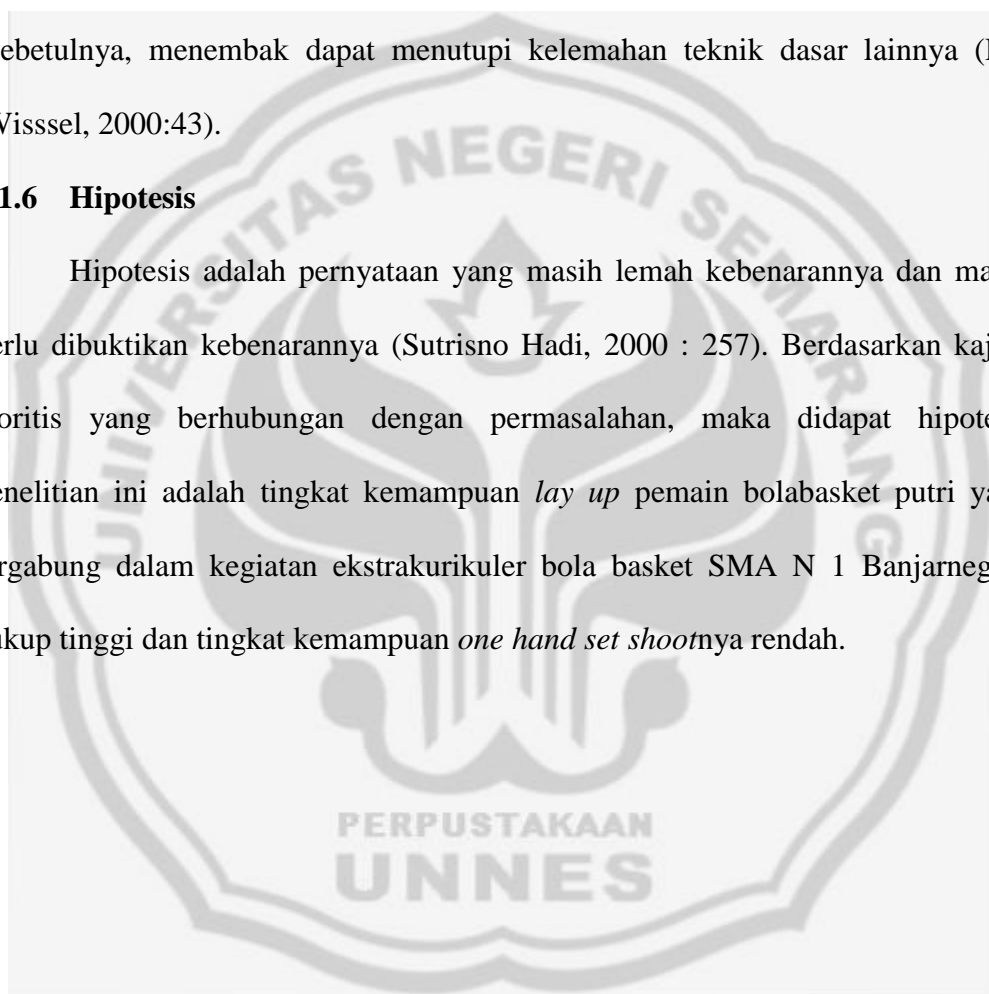 ebetulnya, menembak dapat menutupi kelemahan teknik dasar lainnya (
Wisssel, 2000:43).
1.6 Hipotesis
Hipotesis adalah pernyataan yang masih lemah kebenarannya dan ma
erlu dibuktikan kebenarannya (Sutrisno Hadi, 2000 : 257). Berdasarkan kaj
oritis yang berhubungan dengan permasalahan, maka didapat hipote
enelitian ini adalah tingkat kemampuan lay up pemain bolabasket putri ya
rgabung dalam kegiatan ekstrakurikuler bola basket SMA N 1 Banjarneg
ukup tinggi dan tingkat kemampuan one hand set shootnya rendah.
UNIVERSITAS NEGERI SEMARANG
PERPUSTAKAAN
UNNES